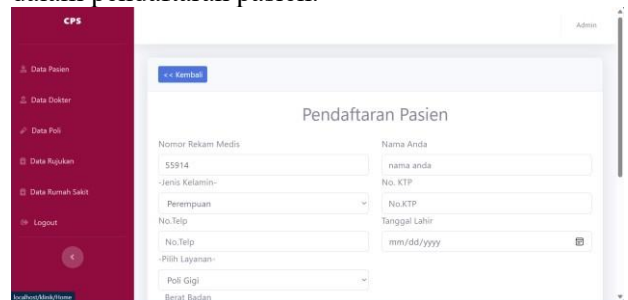 dalam pendaftaran pasien.
CPS
Admin
Data Pasien
<< Kembali
Data Dokter
Pendaftaran Pasien
Data Poli
Nomor Rekam Medis
Nama Anda
Data Rujukan
55914
nama anda
-Jenis Kelamin-
No. KTP
Data Rumah Sakit
Perempuan
No.KTP
No.Telp
Tanggal Lahir
Logout
No.Telp
mm/dd/yyyy
-Pilih Layanan-
Poli Gigi
localhost/klinik/Home
Berat Badan